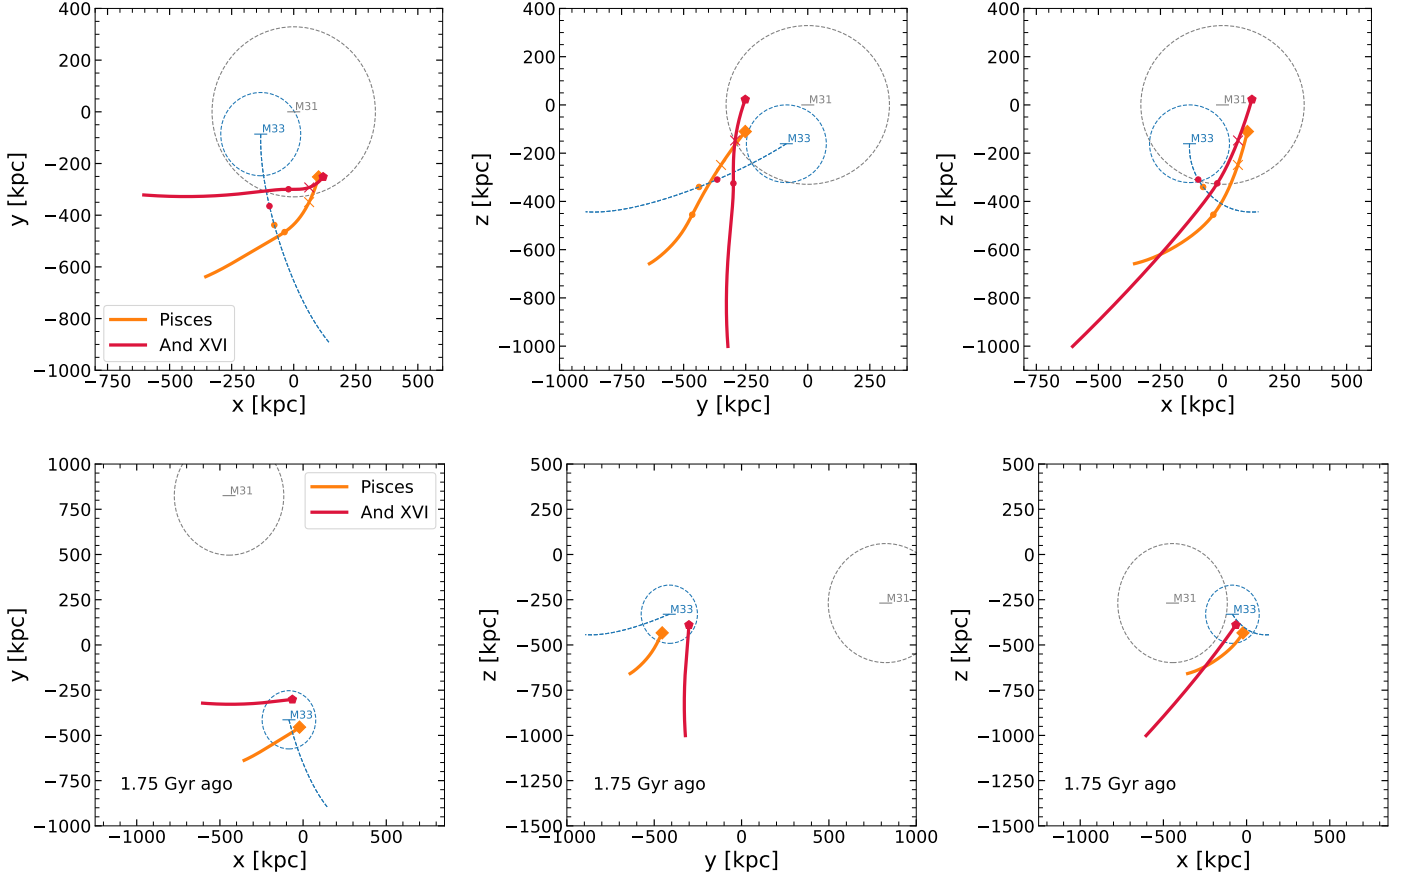 400
200
0
−200
−400
−600
−800
−1000
−750 −500 −250 0 250 500
x [kpc]
y [kpc]
M31
M33
Pisces
And XVI
400
200
0
−200
−400
−600
−800
−1000
−1000 −750 −500 −250 0 250
y [kpc]
z [kpc]
M31
M33
400
200
0
−200
−400
−600
−800
−1000
−750 −500 −250 0 250 500
x [kpc]
z [kpc]
M31
M33
1000
750
500
250
0
−250
−500
−750
−1000
−1000 −500 0 500
x [kpc]
y [kpc]
M31
M33
Pisces
And XVI
1.75 Gyr ago
500
250
0
−250
−500
−750
−1000
−1250
−1500
−1000 −500 0 500 1000
y [kpc]
z [kpc]
M33
M31
1.75 Gyr ago
500
250
0
−250
−500
−750
−1000
−1250
−1500
−1000 −500 0 500
x [kpc]
z [kpc]
M31
M33
1.75 Gyr ago